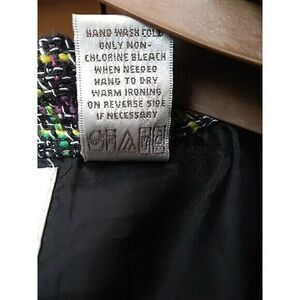 HAND WASH COLD
ONLY NON-
CHLORINE BLEACH
WHEN NEEDED
HANG TO DRY
WARM IRONING
ON REVERSE SIDE
IF NECESSARY